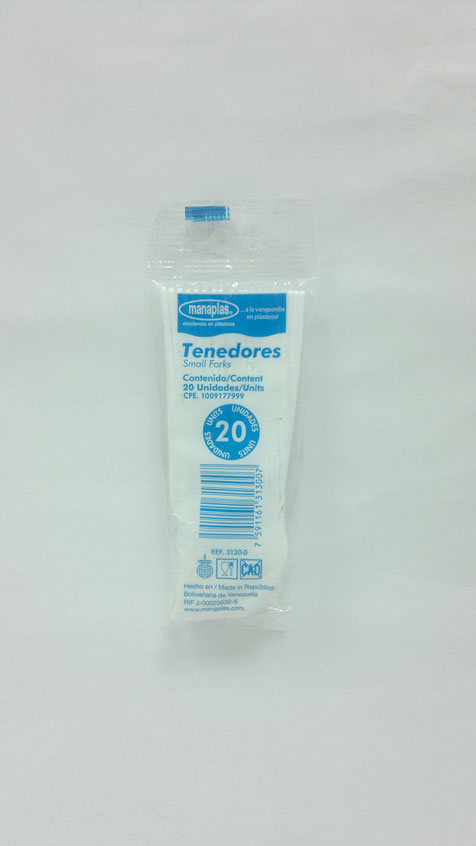 manaplas®
excelencia en plásticos
... a la vanguardia
en plásticos!
Tenedores
Small Forks
Contenido/Content
20 Unidades/Units
CPE. 1009177999
UNITS UNIDADES
20
UNIDADES UNITS
7 591161 313007
REF. 3130-0
CAD
Hecho en / Made in República
Bolivariana de Venezuela
RIF J-00025552-5
www.manaplas.com